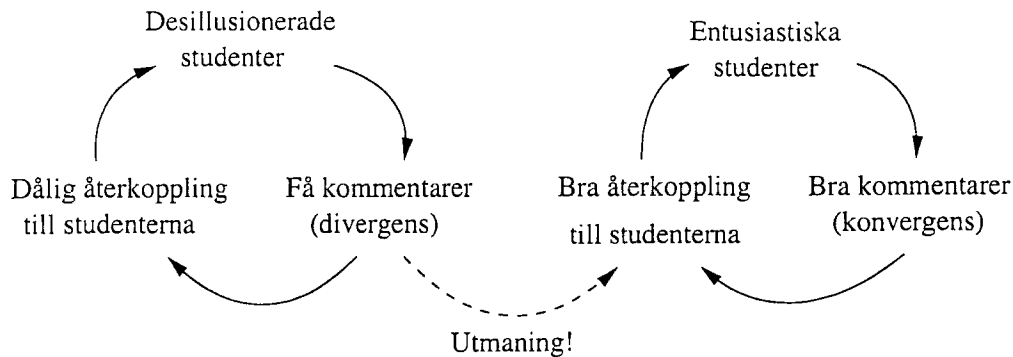 Desillusionerade
studenter
Dålig återkoppling
till studenterna
Få kommentarer
(divergens)
Entusiastiska
studenter
Bra återkoppling
till studenterna
Bra kommentarer
(konvergens)
Utmaning!